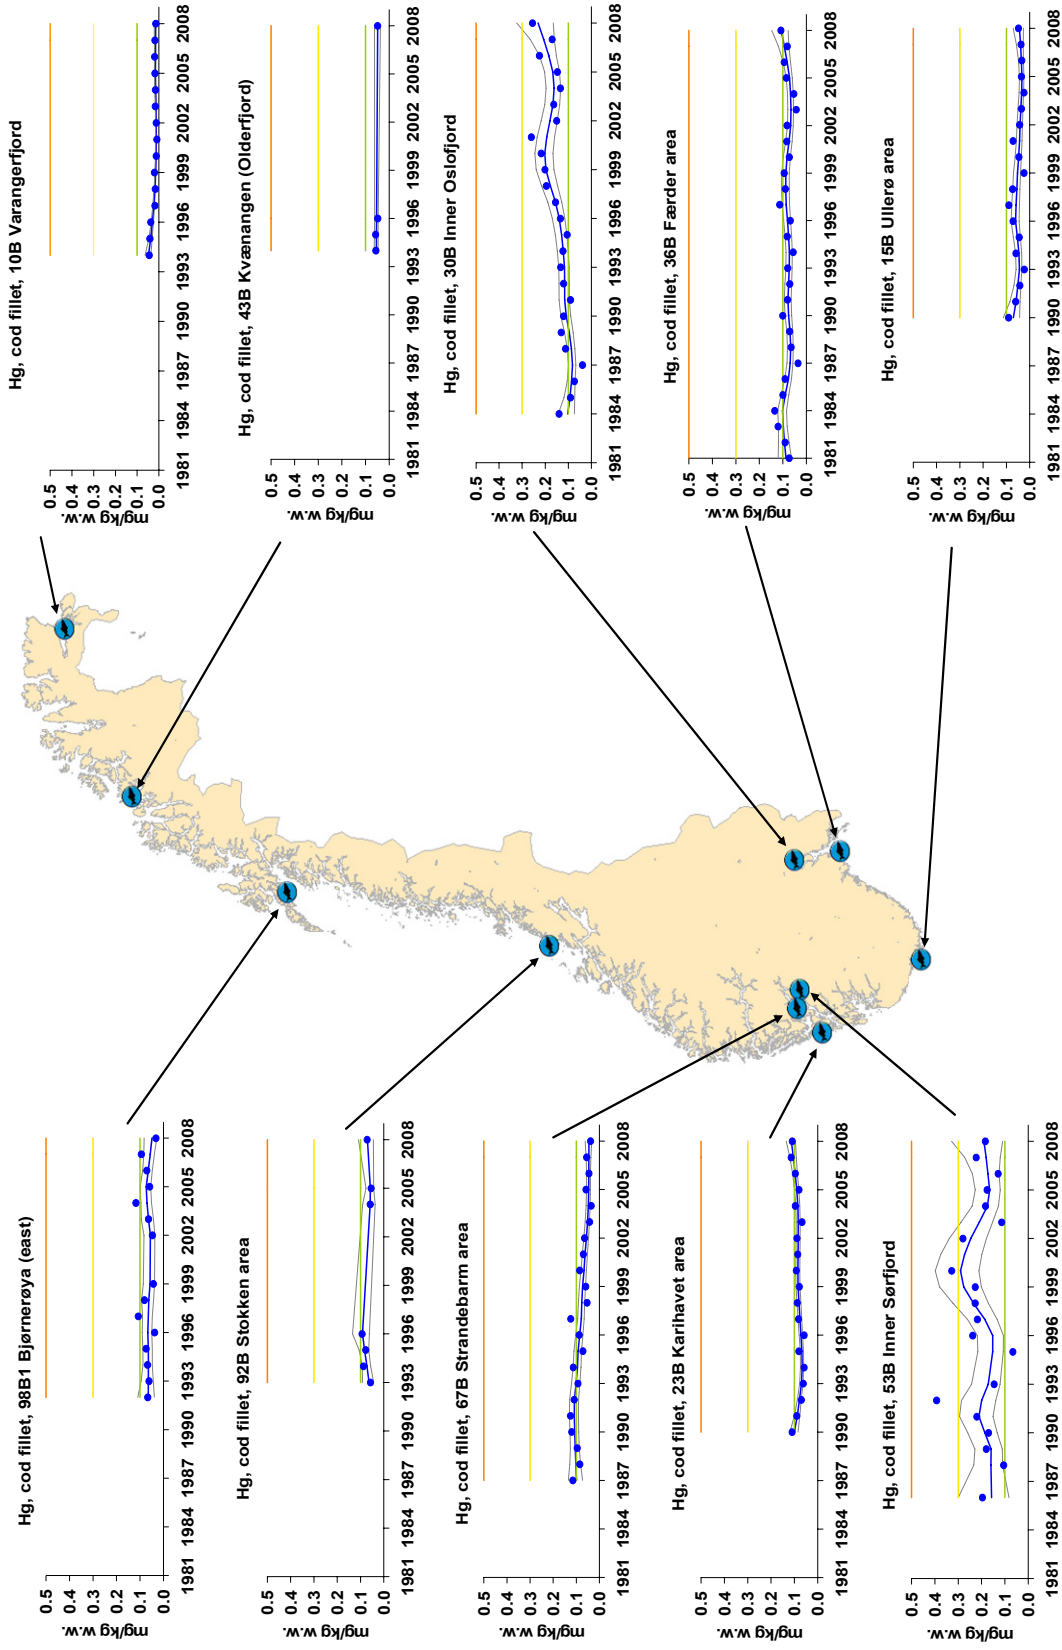 Hg, cod fillet, 98B1 Bjørnerøya (east)
mg/kg w.w.
0.5
0.4
0.3
0.2
0.1
0.0
1981 1984 1987 1990 1993 1996 1999 2002 2005 2008
Hg, cod fillet, 92B Stokken area
mg/kg w.w.
0.5
0.4
0.3
0.2
0.1
0.0
1981 1984 1987 1990 1993 1996 1999 2002 2005 2008
Hg, cod fillet, 67B Strandebarm area
mg/kg w.w.
0.5
0.4
0.3
0.2
0.1
0.0
1981 1984 1987 1990 1993 1996 1999 2002 2005 2008
Hg, cod fillet, 23B Karihavet area
mg/kg w.w.
0.5
0.4
0.3
0.2
0.1
0.0
1981 1984 1987 1990 1993 1996 1999 2002 2005 2008
Hg, cod fillet, 53B Inner Sørfjord
mg/kg w.w.
0.5
0.4
0.3
0.2
0.1
0.0
1981 1984 1987 1990 1993 1996 1999 2002 2005 2008
Hg, cod fillet, 10B Varangerfjord
mg/kg w.w.
0.5
0.4
0.3
0.2
0.1
0.0
1981 1984 1987 1990 1993 1996 1999 2002 2005 2008
Hg, cod fillet, 43B Kvænangen (Olderfjord)
mg/kg w.w.
0.5
0.4
0.3
0.2
0.1
0.0
1981 1984 1987 1990 1993 1996 1999 2002 2005 2008
Hg, cod fillet, 30B Inner Oslofjord
mg/kg w.w.
0.5
0.4
0.3
0.2
0.1
0.0
1981 1984 1987 1990 1993 1996 1999 2002 2005 2008
Hg, cod fillet, 36B Færder area
mg/kg w.w.
0.5
0.4
0.3
0.2
0.1
0.0
1981 1984 1987 1990 1993 1996 1999 2002 2005 2008
Hg, cod fillet, 15B Ullerø area
mg/kg w.w.
0.5
0.4
0.3
0.2
0.1
0.0
1981 1984 1987 1990 1993 1996 1999 2002 2005 2008